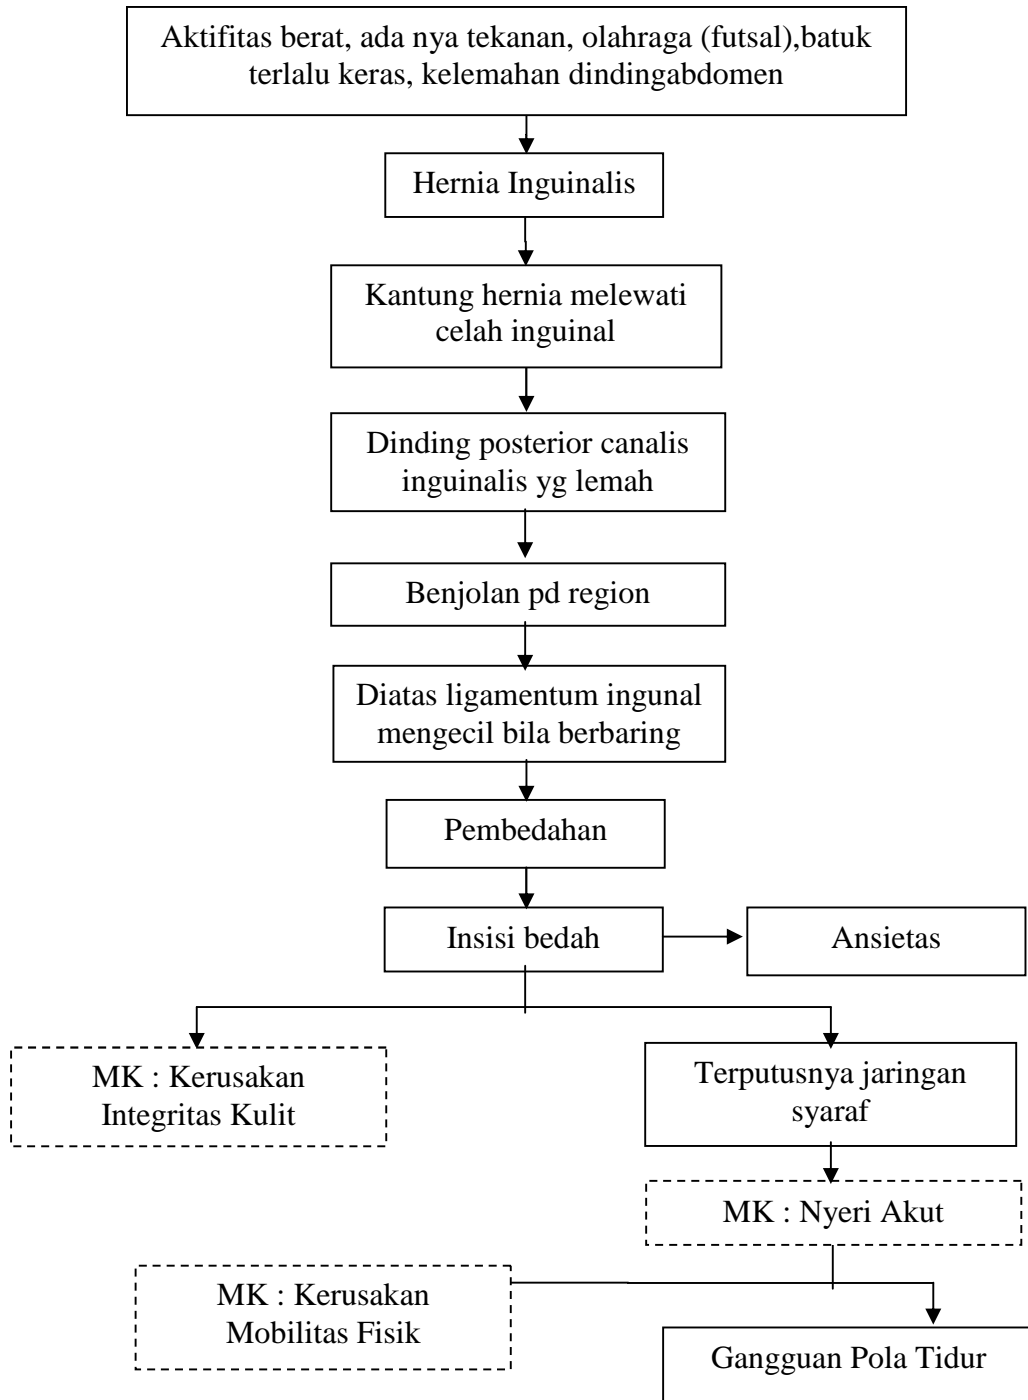 Aktifitas berat, ada nya tekanan, olahraga (futsal),batuk
terlalu keras, kelemahan dindingabdomen
Hernia Inguinalis
Kantung hernia melewati
celah inguinal
Dinding posterior canalis
inguinalis yg lemah
Benjolan pd region
Diatas ligamentum ingunal
mengecil bila berbaring
Pembedahan
Insisi bedah
Ansietas
MK : Kerusakan
Integritas Kulit
Terputusnya jaringan
syaraf
MK : Nyeri Akut
MK : Kerusakan
Mobilitas Fisik
Gangguan Pola Tidur